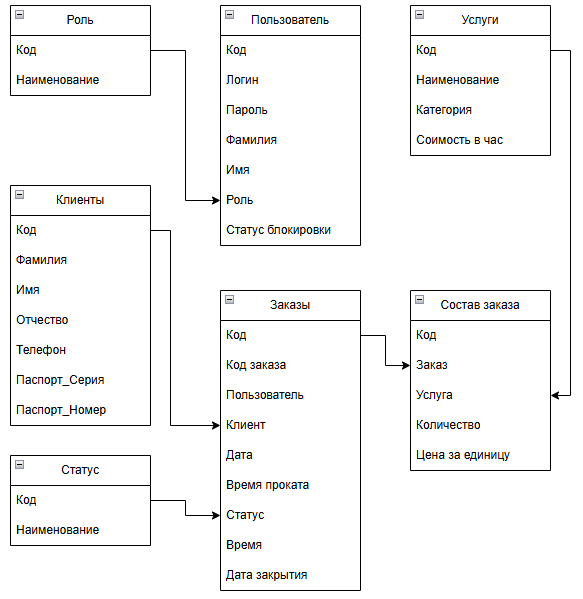 Роль
Код
Наименование
Пользователь
Код
Логин
Пароль
Фамилия
Имя
Роль
Статус блокировки
Услуги
Код
Наименование
Категория
Соимость в час
Клиенты
Код
Фамилия
Имя
Отчество
Телефон
Паспорт_Серия
Паспорт_Номер
Заказы
Код
Код заказа
Пользователь
Клиент
Дата
Время проката
Статус
Время
Дата закрытия
Состав заказа
Код
Заказ
Услуга
Количество
Цена за единицу
Статус
Код
Наименование